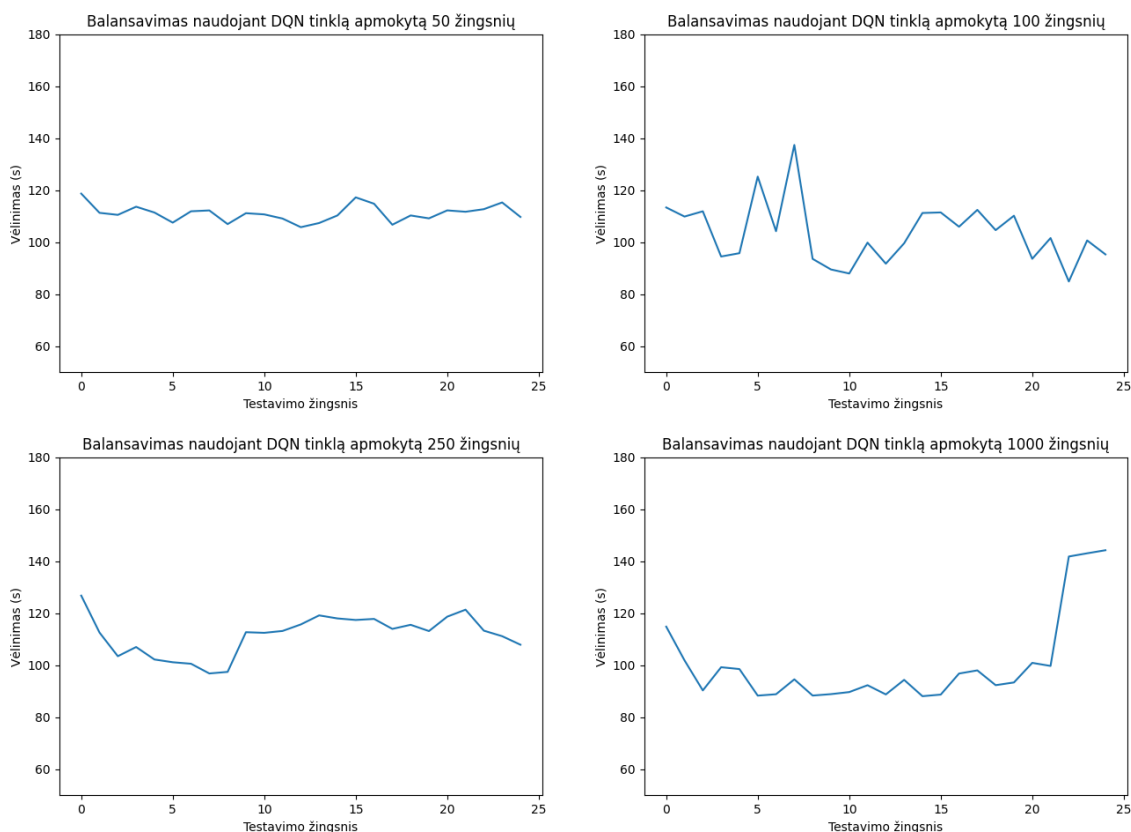 Balansavimas naudojant DQN tinklą apmokytą 50 žingsnių
180
160
140
120
100
80
60
Vėlinimas (s)
0 5 10 15 20 25
Testavimo žingsnis
Balansavimas naudojant DQN tinklą apmokytą 100 žingsnių
180
160
140
120
100
80
60
Vėlinimas (s)
0 5 10 15 20 25
Testavimo žingsnis
Balansavimas naudojant DQN tinklą apmokytą 250 žingsnių
180
160
140
120
100
80
60
Vėlinimas (s)
0 5 10 15 20 25
Testavimo žingsnis
Balansavimas naudojant DQN tinklą apmokytą 1000 žingsnių
180
160
140
120
100
80
60
Vėlinimas (s)
0 5 10 15 20 25
Testavimo žingsnis